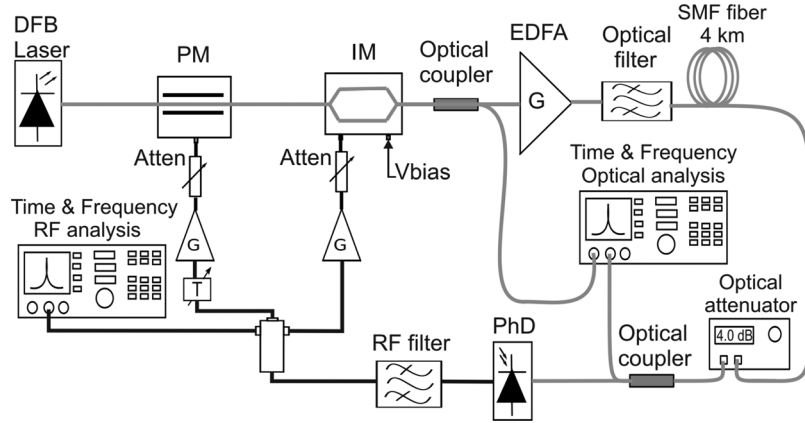 DFB
Laser
PM
IM
Optical
coupler
EDFA
Optical
filter
SMF fiber
4 km
G
Atten
Atten
Vbias
Time & Frequency
RF analysis
Time & Frequency
Optical analysis
G
G
T
Optical
attenuator
4.0 dB
PhD
RF filter
Optical
coupler